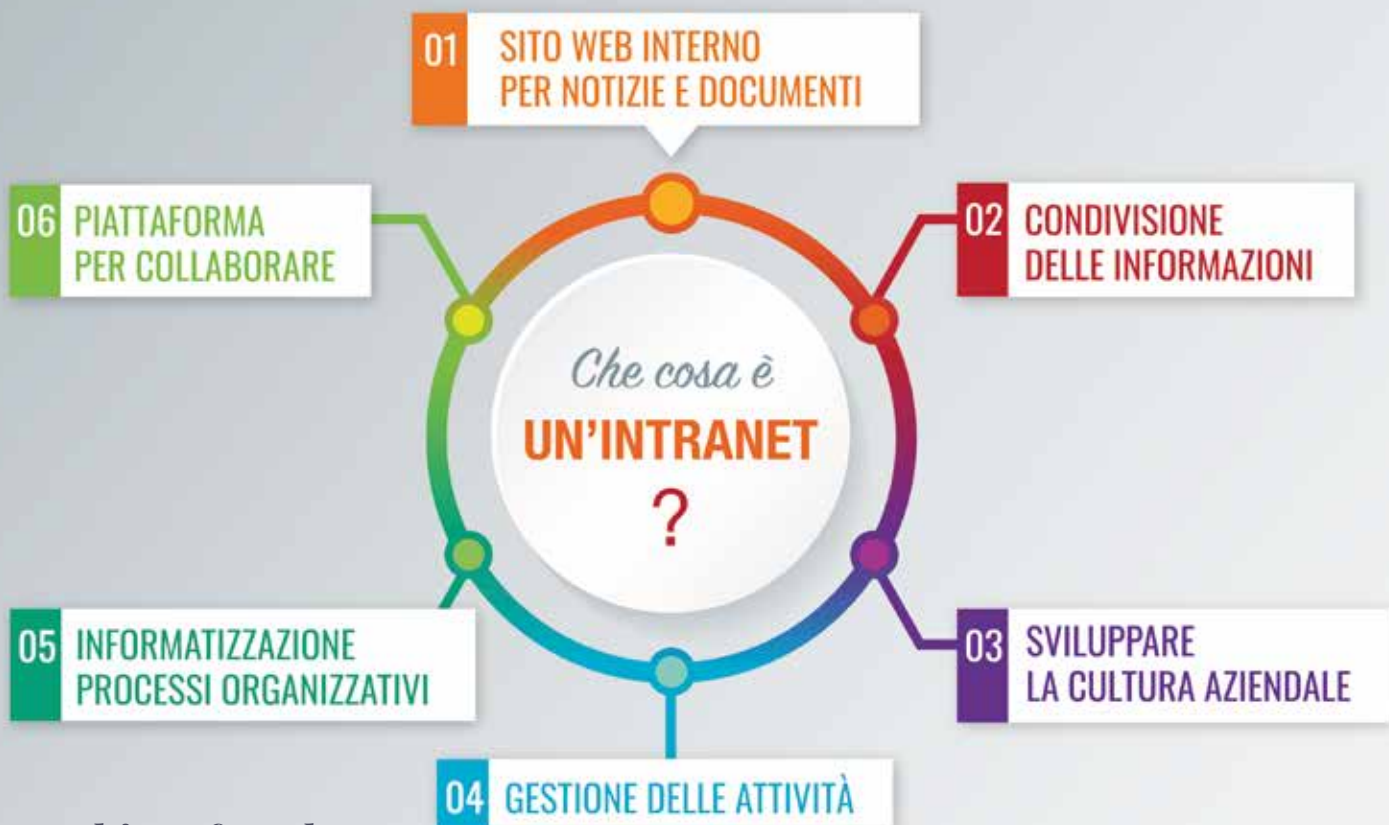 01 SITO WEB INTERNO
PER NOTIZIE E DOCUMENTI
02 CONDIVISIONE
DELLE INFORMAZIONI
03 SVILUPPARE
LA CULTURA AZIENDALE
04 GESTIONE DELLE ATTIVITÀ
05 INFORMATIZZAZIONE
PROCESSI ORGANIZZATIVI
06 PIATTAFORMA
PER COLLABORARE
Che cosa è
UN'INTRANET
?